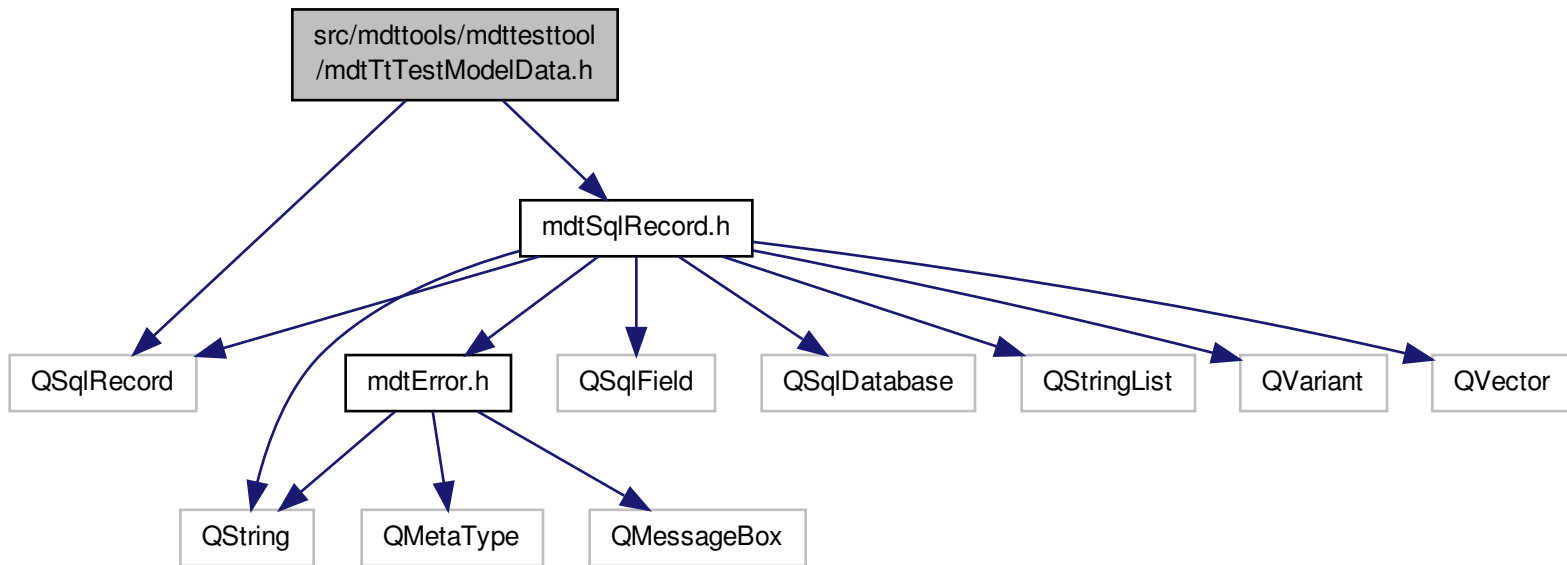 src/mdttools/mdttesttool
/mdtTtTestModelData.h
mdtSqlRecord.h
QSqlRecord
mdtError.h
QSqlField
QSqlDatabase
QStringList
QVariant
QVector
QString
QMetaType
QMessageBox